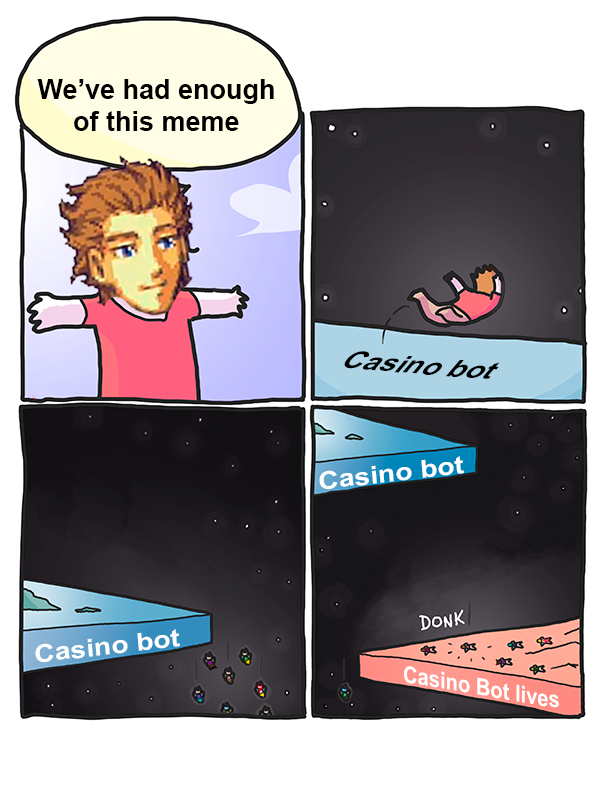 We've had enough
of this meme
Casino bot
Casino bot
Casino bot
DONK
Casino Bot lives